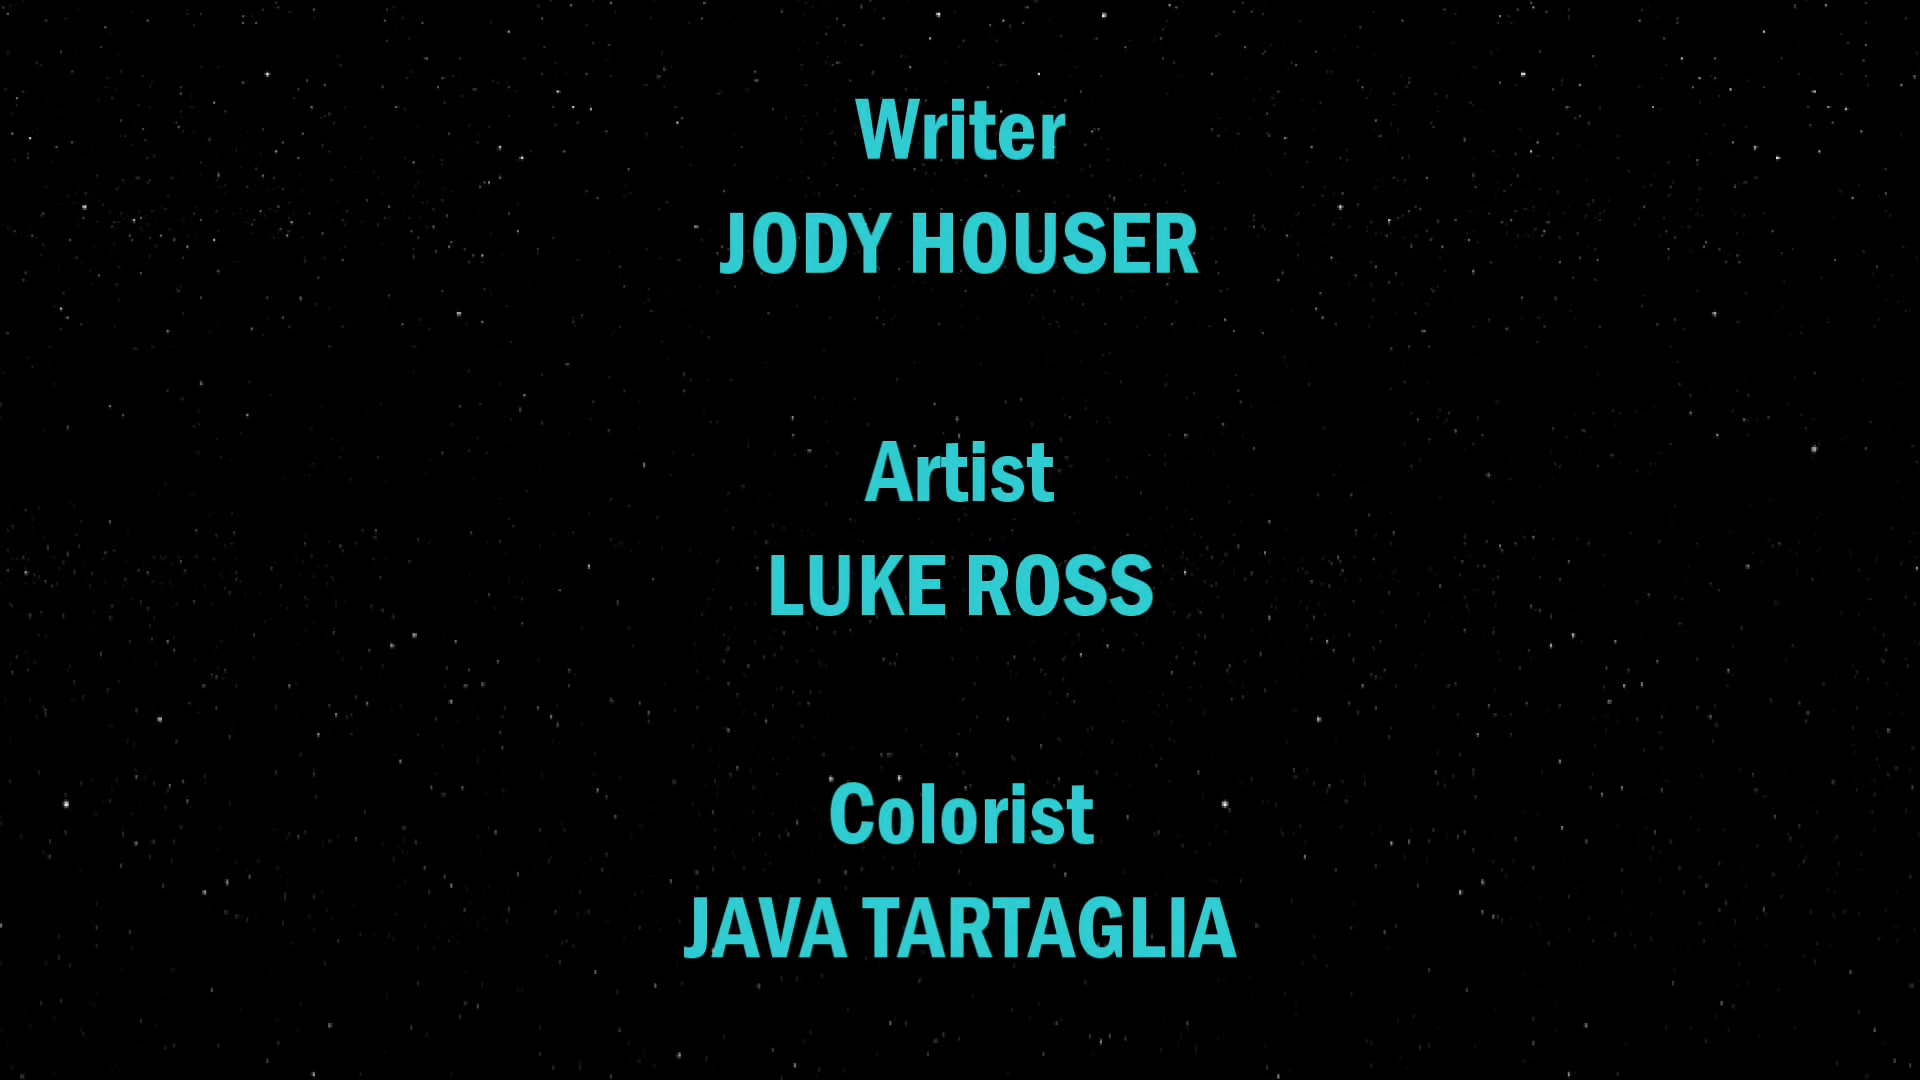 Writer
JODY HOUSER
Artist
LUKE ROSS
Colorist
JAVA TARTAGLIA